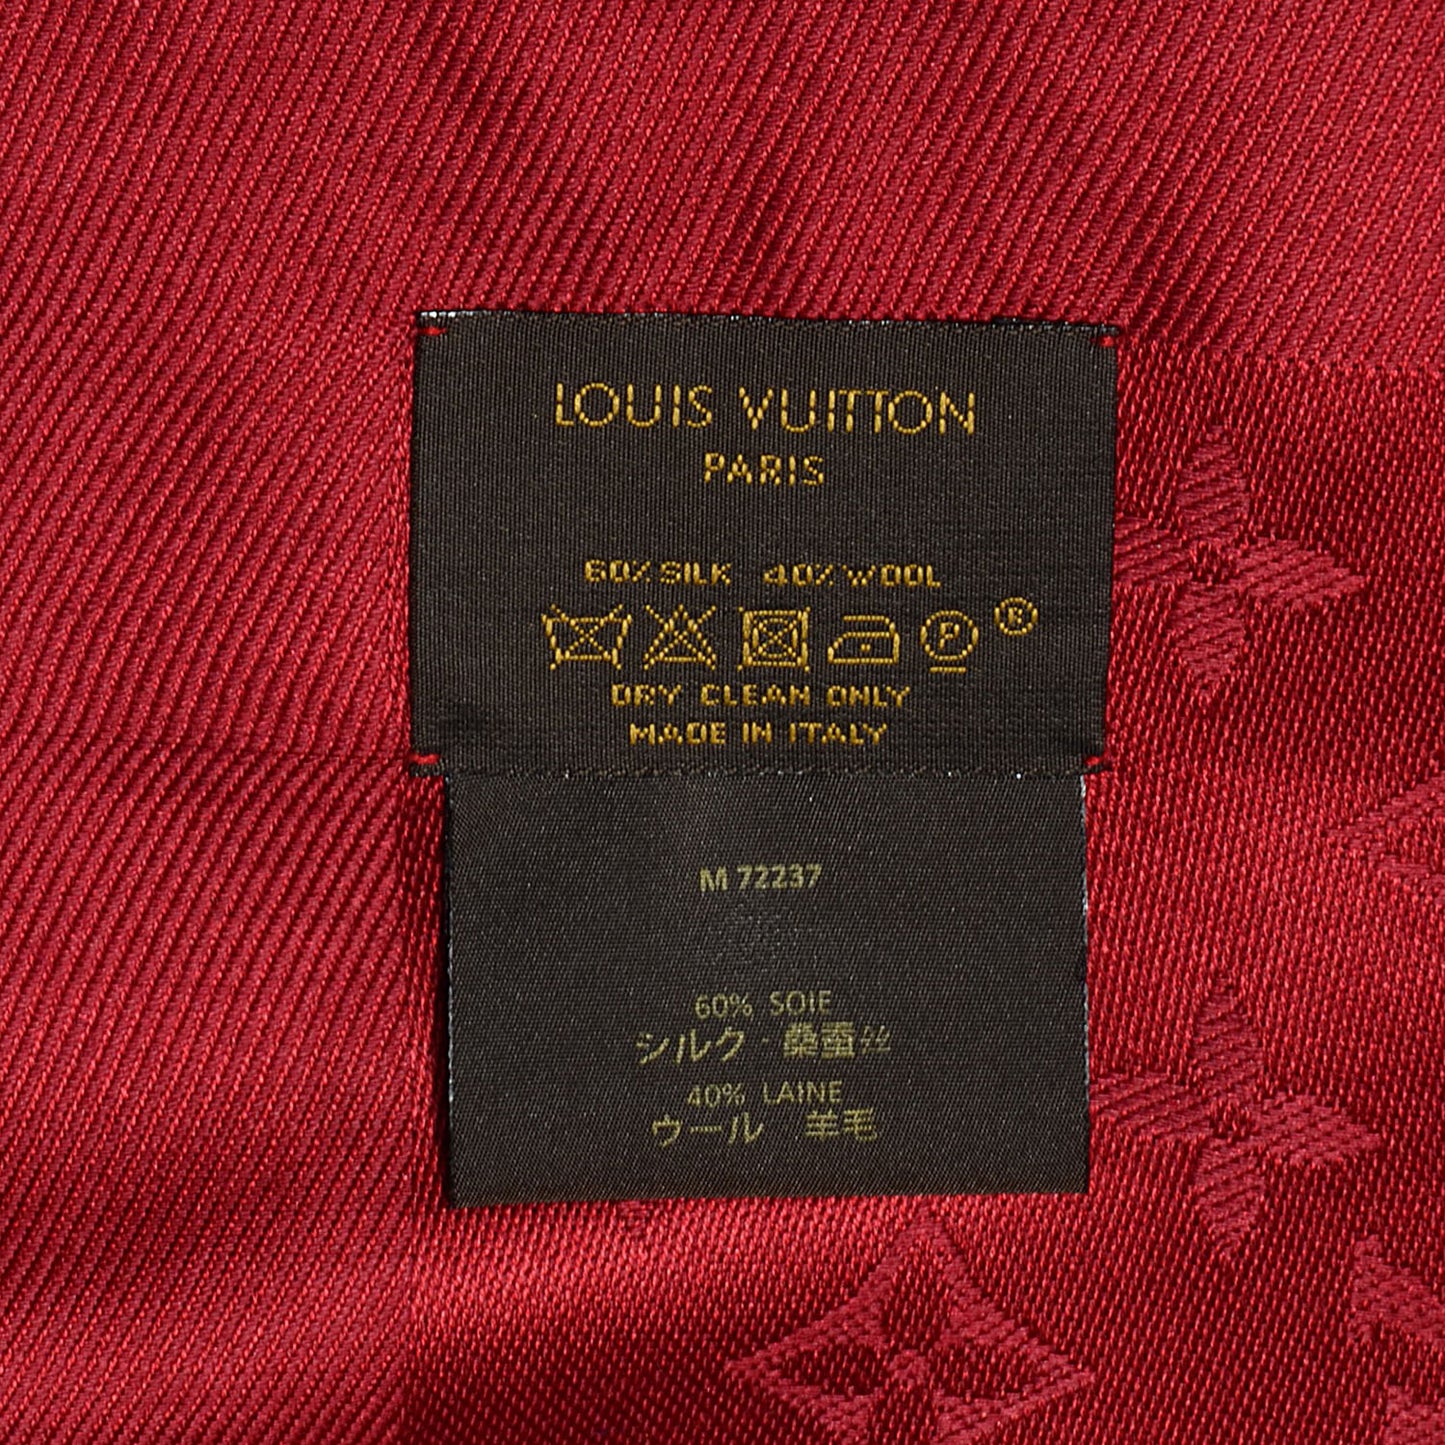 LOUIS VUITTON
PARIS
60% SILK 40% WOOL
P ®
DRY CLEAN ONLY
MADE IN ITALY
M 72237
60% SOIE
シルク・桑蚕丝
40% LAINE
ウール 羊毛